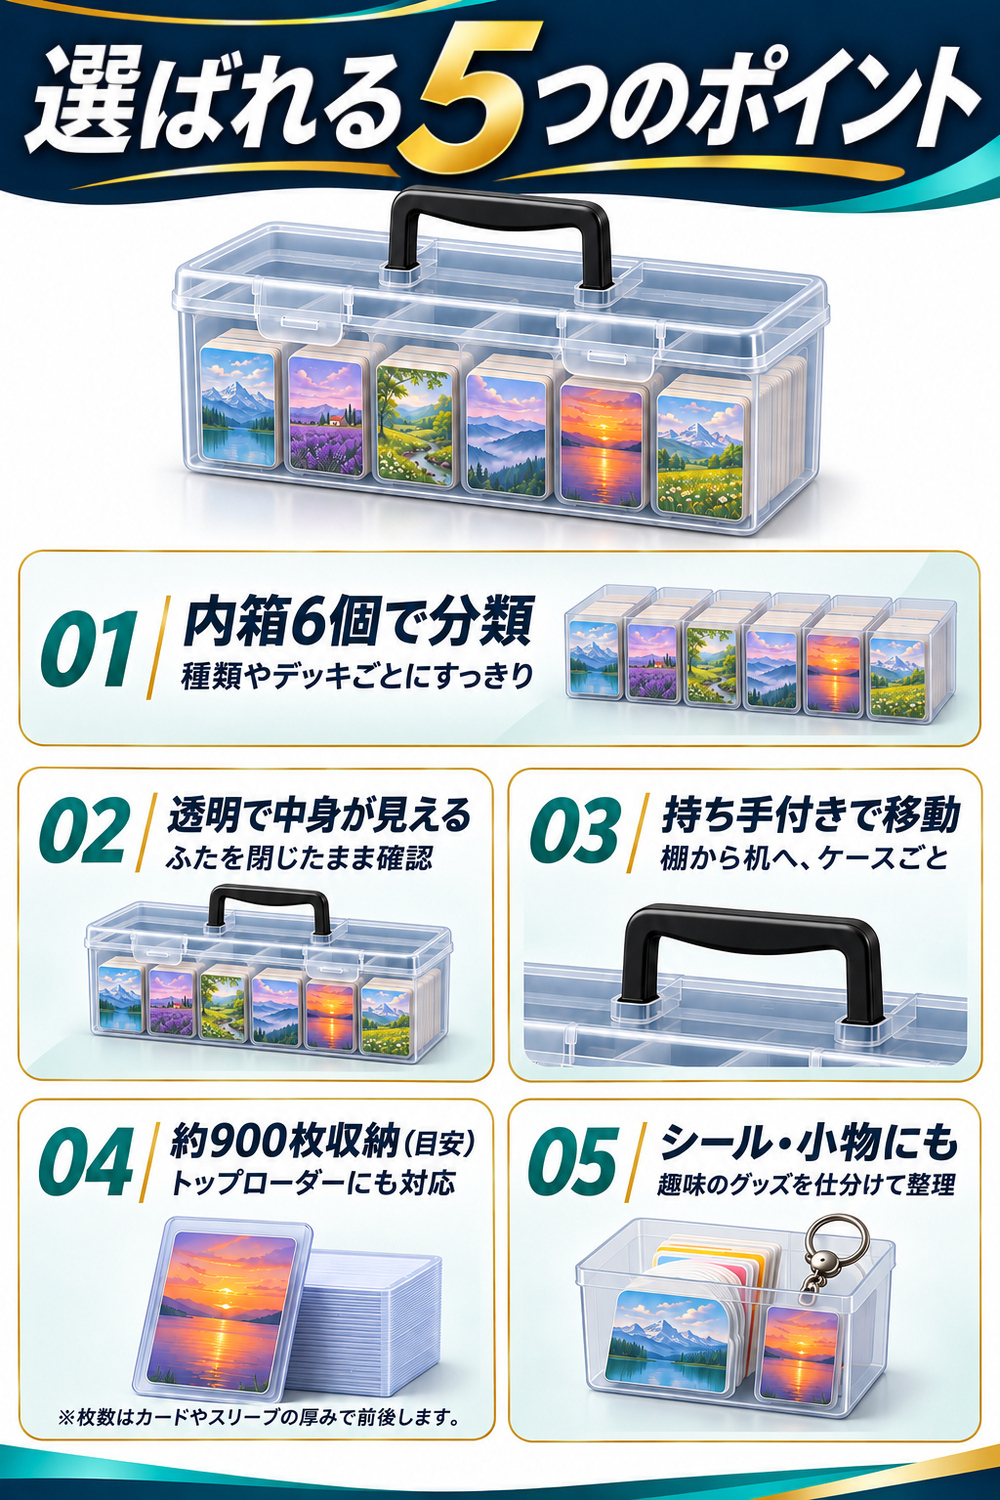 選ばれる5つのポイント
01
内箱6個で分類
種類やデッキごとにすっきり
02
透明で中身が見える
ふたを閉じたまま確認
03
持ち手付きで移動
棚から机へ、ケースごと
04
約900枚収納(目安)
トップローダーにも対応
※枚数はカードやスリーブの厚みで前後します。
05
シール・小物にも
趣味のグッズを仕分けて整理